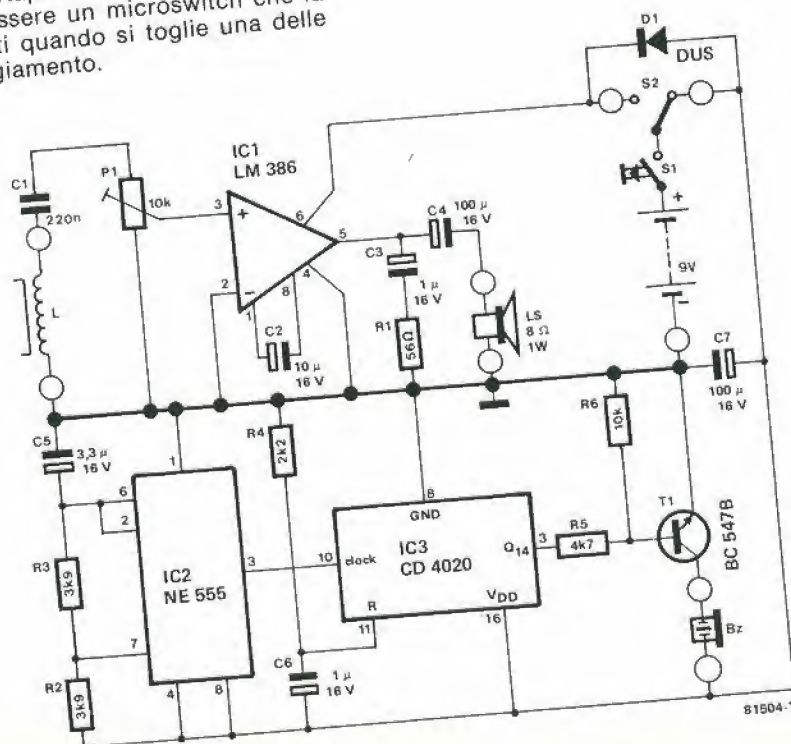 essere un microswitch che
ti quando si toglie una delle
giamento.
D1
DUS
S2
S1
+
9V
−
C1
220n
P1
10k
L
IC1
LM 386
3
+
6
5
2
−
4
8
1
C2
10 µ
16 V
C3
1 µ
16 V
C4
100 µ
16 V
R1
56Ω
LS
8 Ω
1W
C7
100 µ
16 V
C5
3,3 µ
16 V
R4
2k2
R6
10k
1
6
2
R3
3k9
IC2
NE 555
3
7
R2
3k9
4
8
8
GND
10
clock
IC3
CD 4020
Q14
3
R
11
VDD
16
R5
4k7
T1
BC 547B
C6
1 µ
16 V
Bz
81504-1